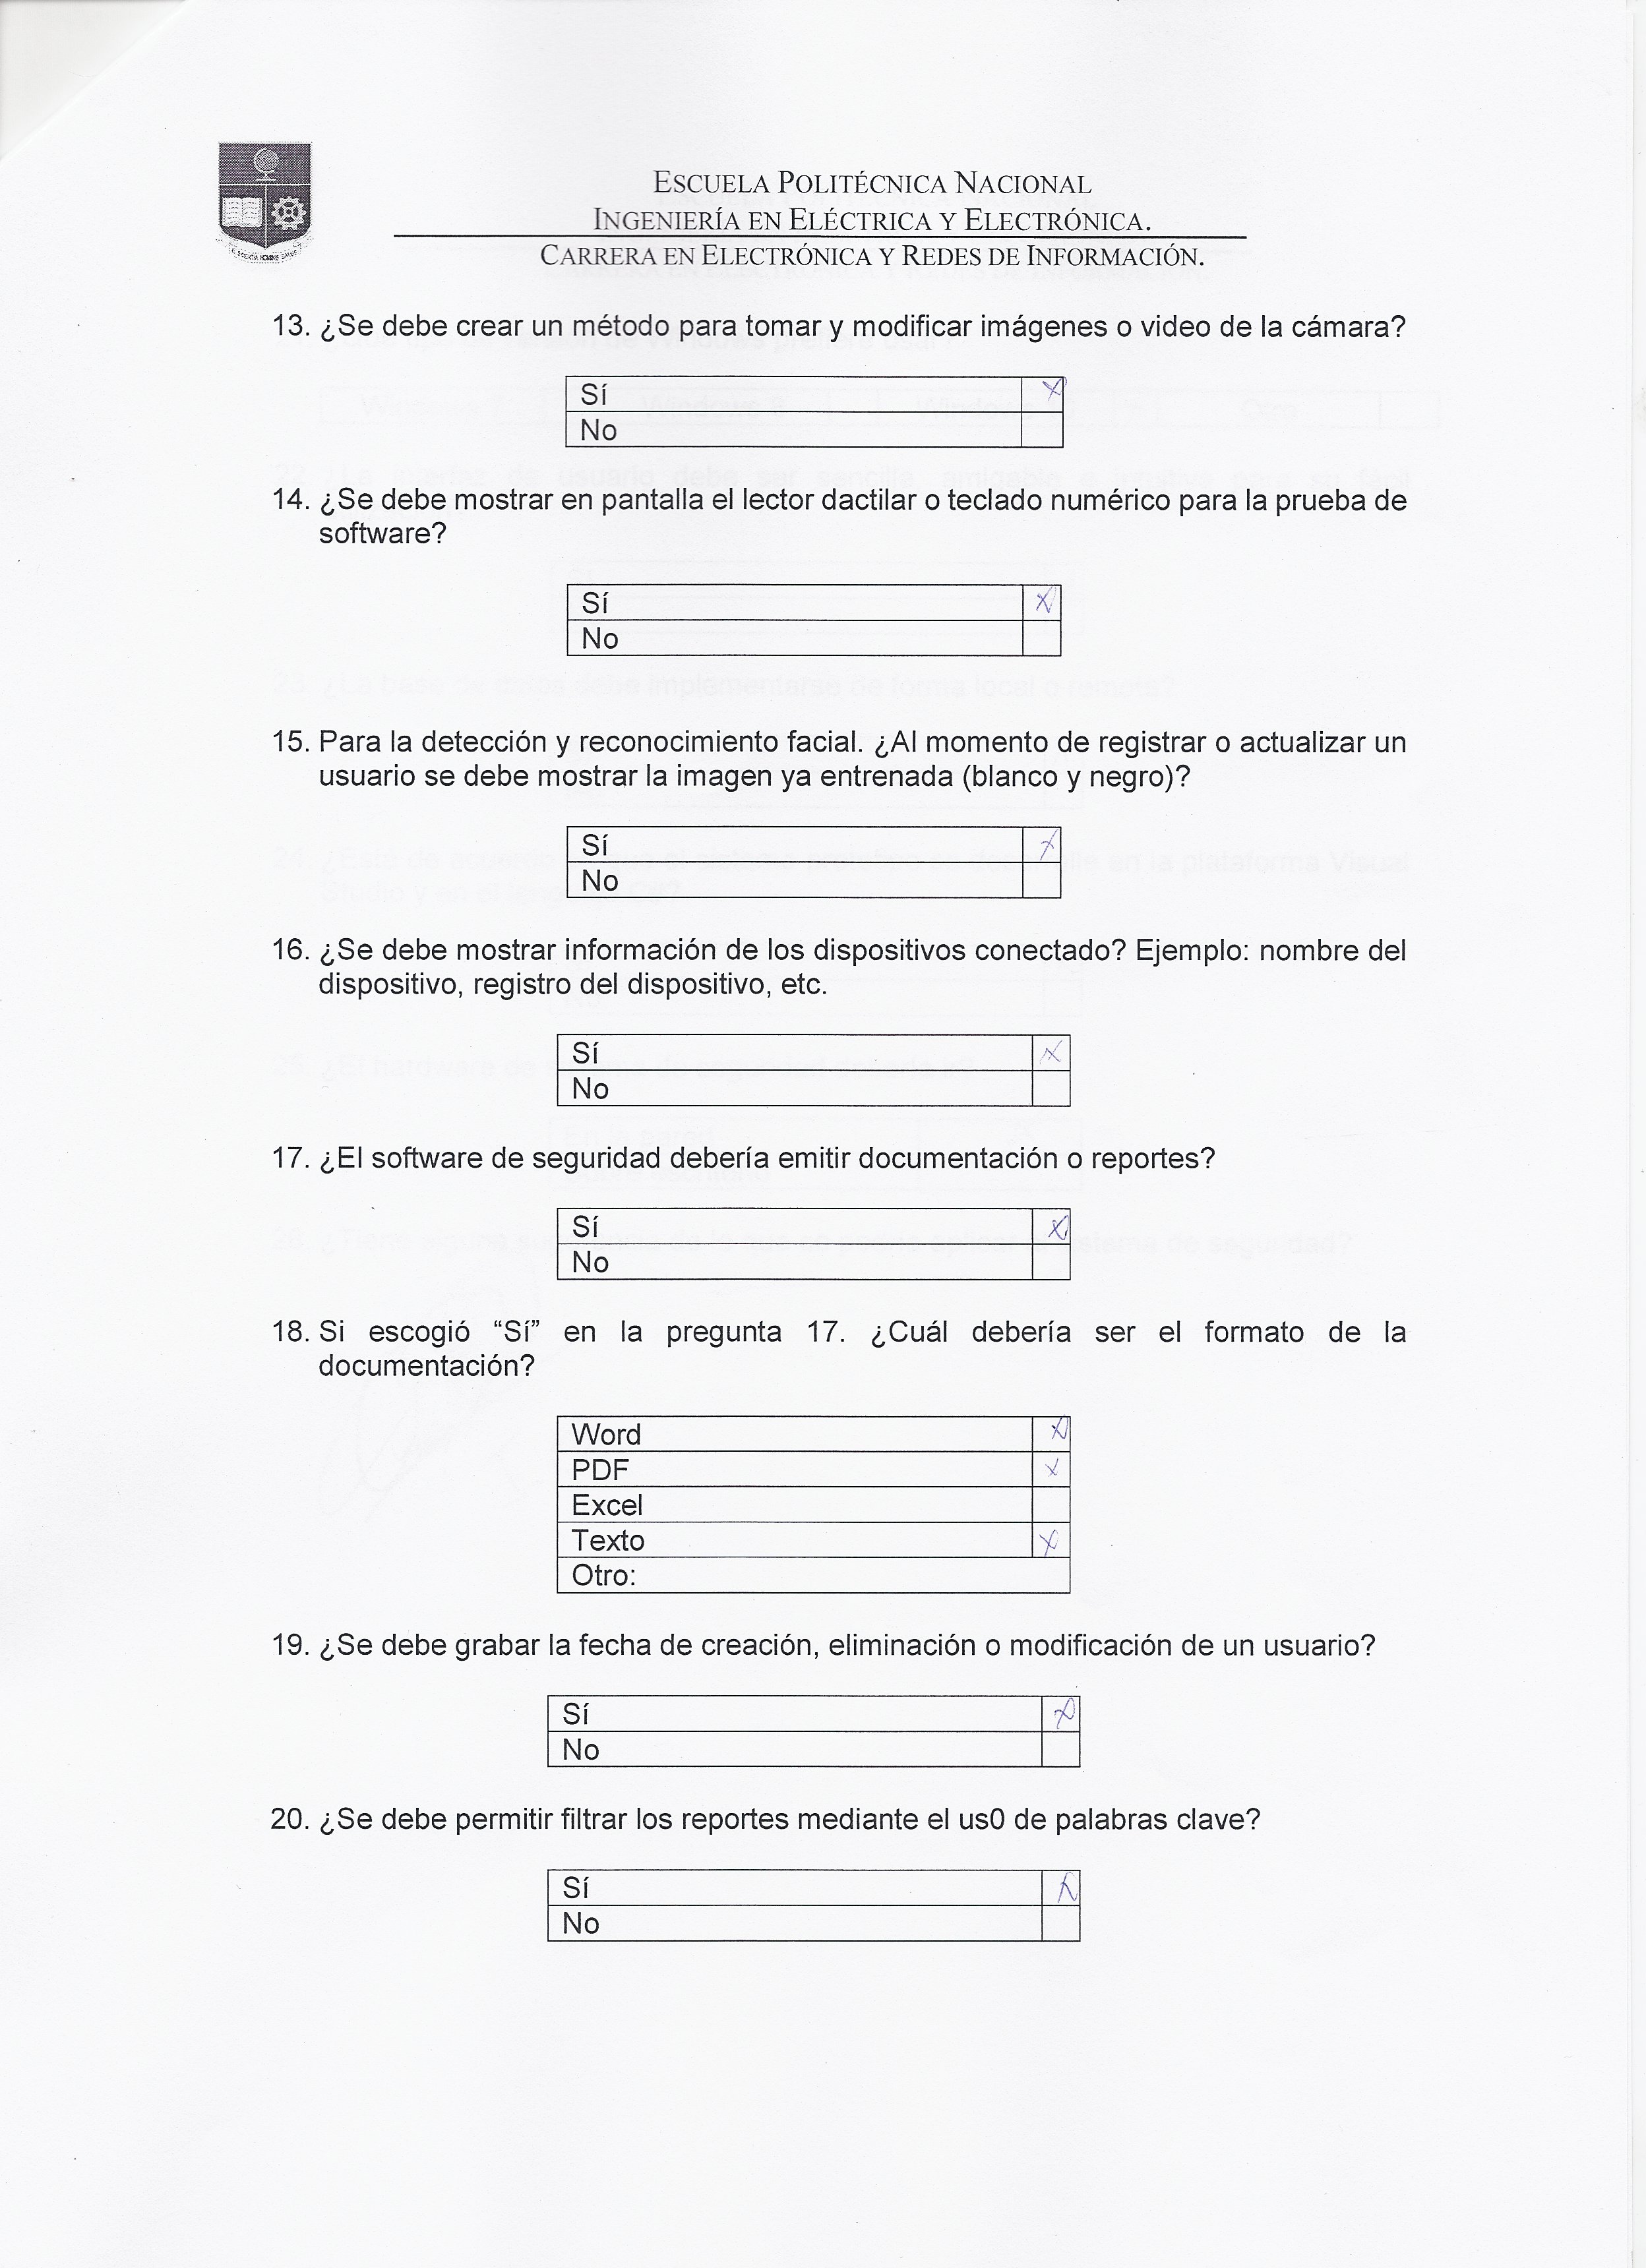 ESCUELA POLITÉCNICA NACIONAL
INGENIERÍA EN ELÉCTRICA Y ELECTRÓNICA.
CARRERA EN ELECTRÓNICA Y REDES DE INFORMACIÓN.
13. ¿Se debe crear un método para tomar y modificar imágenes o video de la cámara?
Sí X
No
14. ¿Se debe mostrar en pantalla el lector dactilar o teclado numérico para la prueba de
software?
Sí X
No
15. Para la detección y reconocimiento facial. ¿Al momento de registrar o actualizar un
usuario se debe mostrar la imagen ya entrenada (blanco y negro)?
Sí X
No
16. ¿Se debe mostrar información de los dispositivos conectado? Ejemplo: nombre del
dispositivo, registro del dispositivo, etc.
Sí X
No
17. ¿El software de seguridad debería emitir documentación o reportes?
Sí X
No
18. Si escogió “Sí” en la pregunta 17. ¿Cuál debería ser el formato de la
documentación?
Word X
PDF X
Excel
Texto X
Otro:
19. ¿Se debe grabar la fecha de creación, eliminación o modificación de un usuario?
Sí X
No
20. ¿Se debe permitir filtrar los reportes mediante el us0 de palabras clave?
Sí X
No